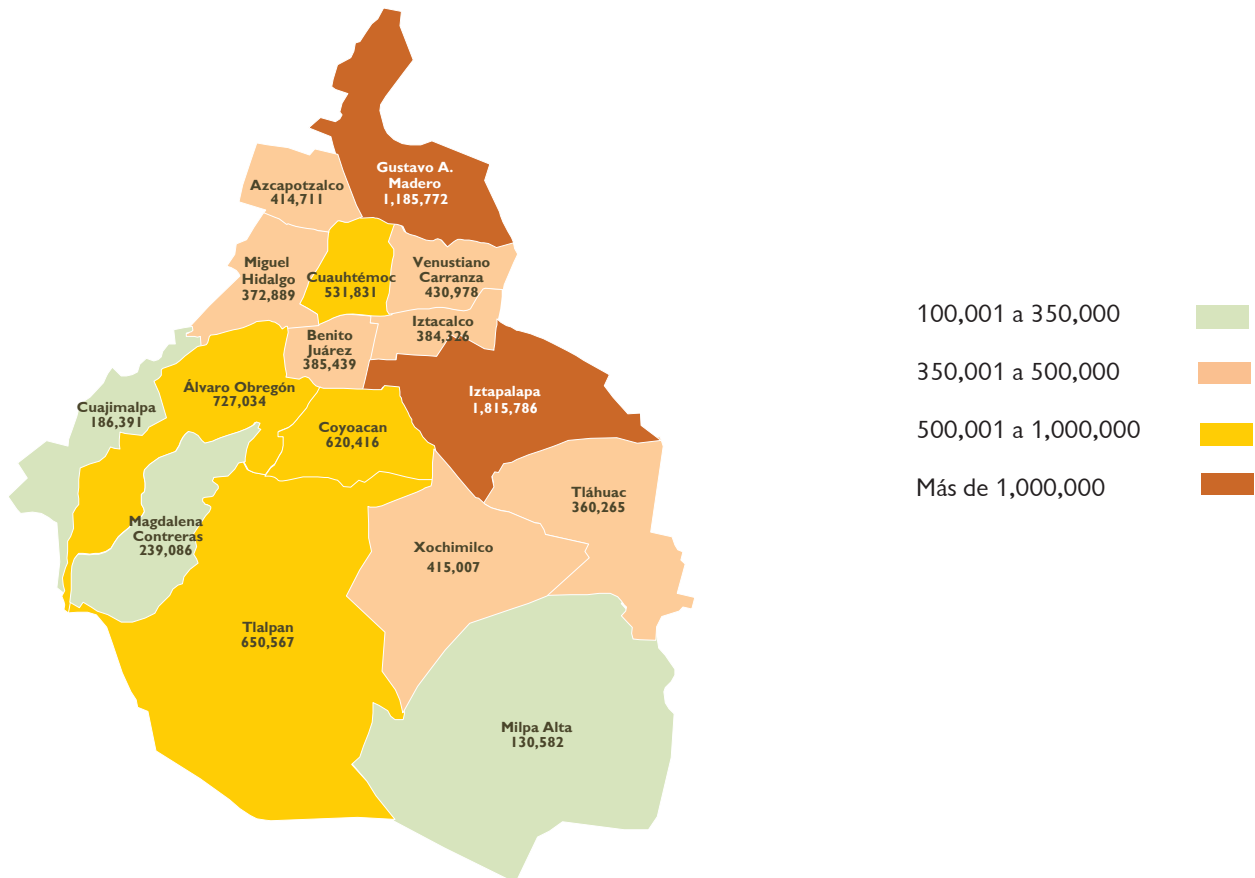 Gustavo A.
Madero
1,185,772
Azcapotzalco
414,711
Miguel
Hidalgo
372,889
Cuauhtémoc
531,831
Venustiano
Carranza
430,978
Iztacalco
384,326
Benito
Juárez
385,439
Álvaro Obregón
727,034
Cuajimalpa
186,391
Iztapalapa
1,815,786
Coyoacan
620,416
Tláhuac
360,265
Magdalena
Contreras
239,086
Xochimilco
415,007
Tlalpan
650,567
Milpa Alta
130,582
100,001 a 350,000
350,001 a 500,000
500,001 a 1,000,000
Más de 1,000,000